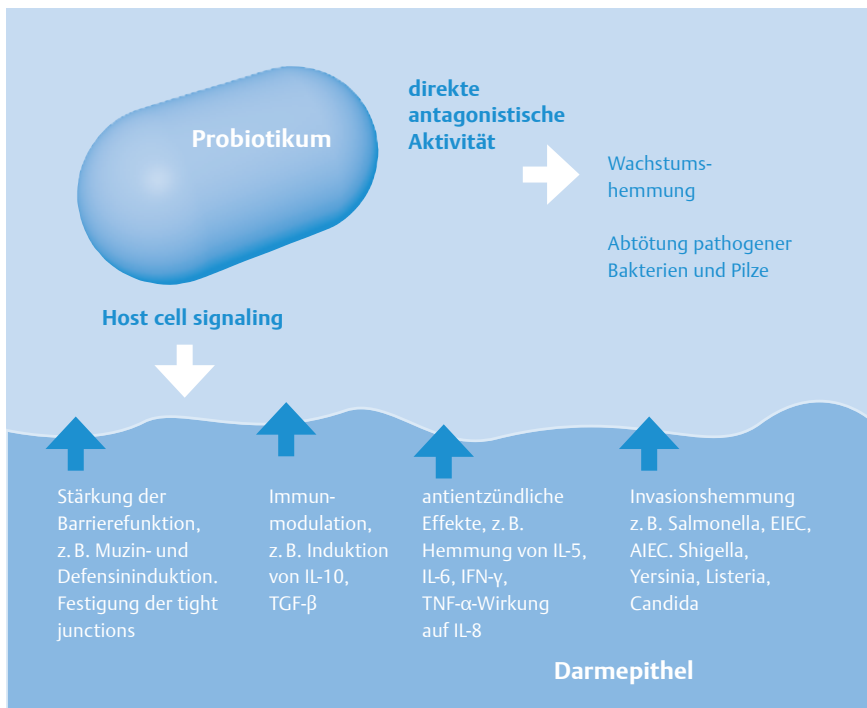 Probiotikum
direkte
antagonistische
Aktivität
Wachstums-
hemmung
Abtötung pathogener
Bakterien und Pilze
Host cell signaling
Stärkung der
Barrierefunktion,
z. B. Muzin- und
Defensininduktion.
Festigung der tight
junctions
Immun-
modulation,
z. B. Induktion
von IL-10,
TGF-β
antientzündliche
Effekte, z. B.
Hemmung von IL-5,
IL-6, IFN-γ,
TNF-α-Wirkung
auf IL-8
Invasionshemmung
z. B. Salmonella, EIEC,
AIEC. Shigella,
Yersinia, Listeria,
Candida
Darmepithel